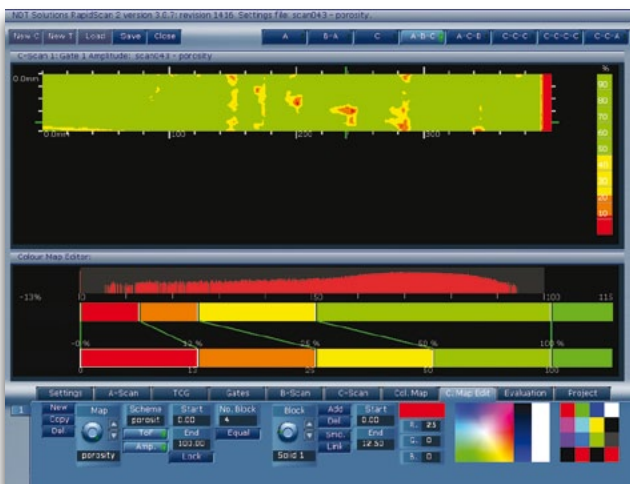 NDT Solutions RapidScan 2 version 3.0.7: revision 1416. Settings file: scan043 - porosity.
New C New T Load Save Close A B-A C A-B-C A-C-B C-C-C C-C-C-C C-C-A
C-Scan 1: Gate 1 Amplitude: scan043 - porosity
%
0.0mm
90
80
70
60
50
40
30
20
10
0.0mm 100 200 300
Colour Map Editor:
-13% 0 50 100 115
-0 % 12 % 25 % 50 % 100 %
0 25 50 100
Settings A-Scan TCG Gates B-Scan C-Scan Col. Map C. Map Edit Evaluation Project
1 New Map Scheme Start No. Block Block Add Start
Copy porosit 0.00 4 Del. 0.00
Del. ToF End Equal End R.
Amp. 100.00 Link 12.50 G. 0
porosity Lock Solid 1 B. 0